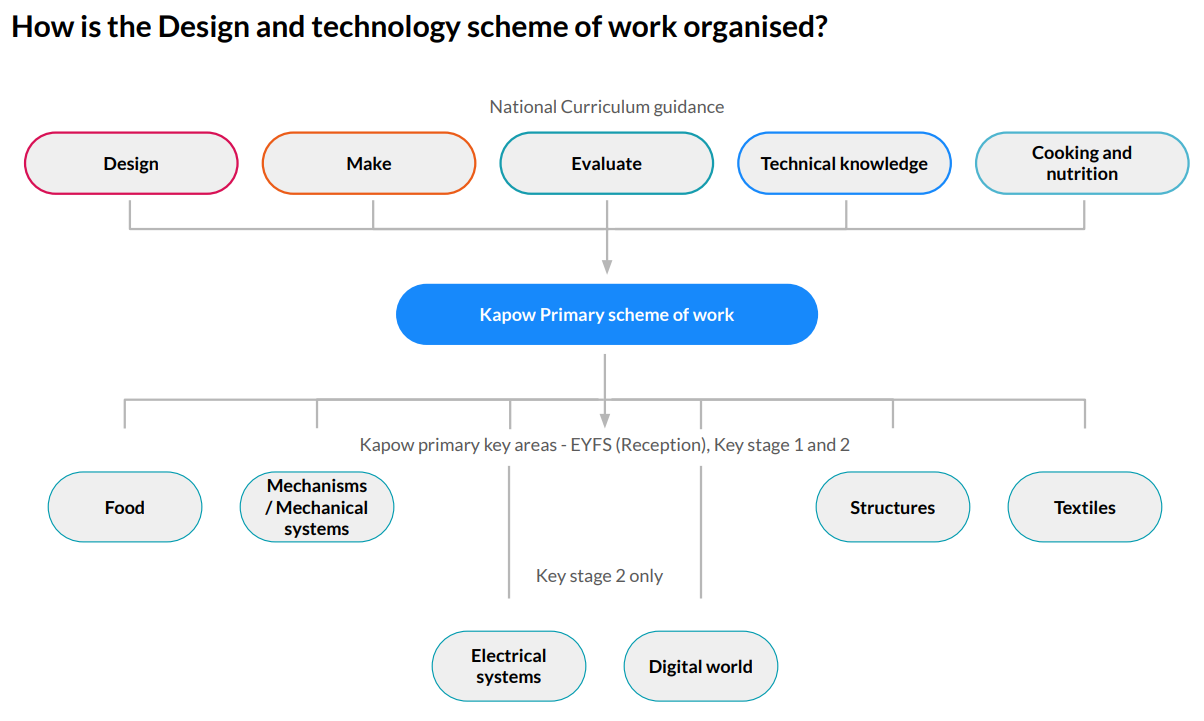 How is the Design and technology scheme of work organised?
National Curriculum guidance
Design
Make
Evaluate
Technical knowledge
Cooking and
nutrition
Kapow Primary scheme of work
Kapow primary key areas - EYFS (Reception), Key stage 1 and 2
Food
Mechanisms
/ Mechanical
systems
Structures
Textiles
Key stage 2 only
Electrical
systems
Digital world